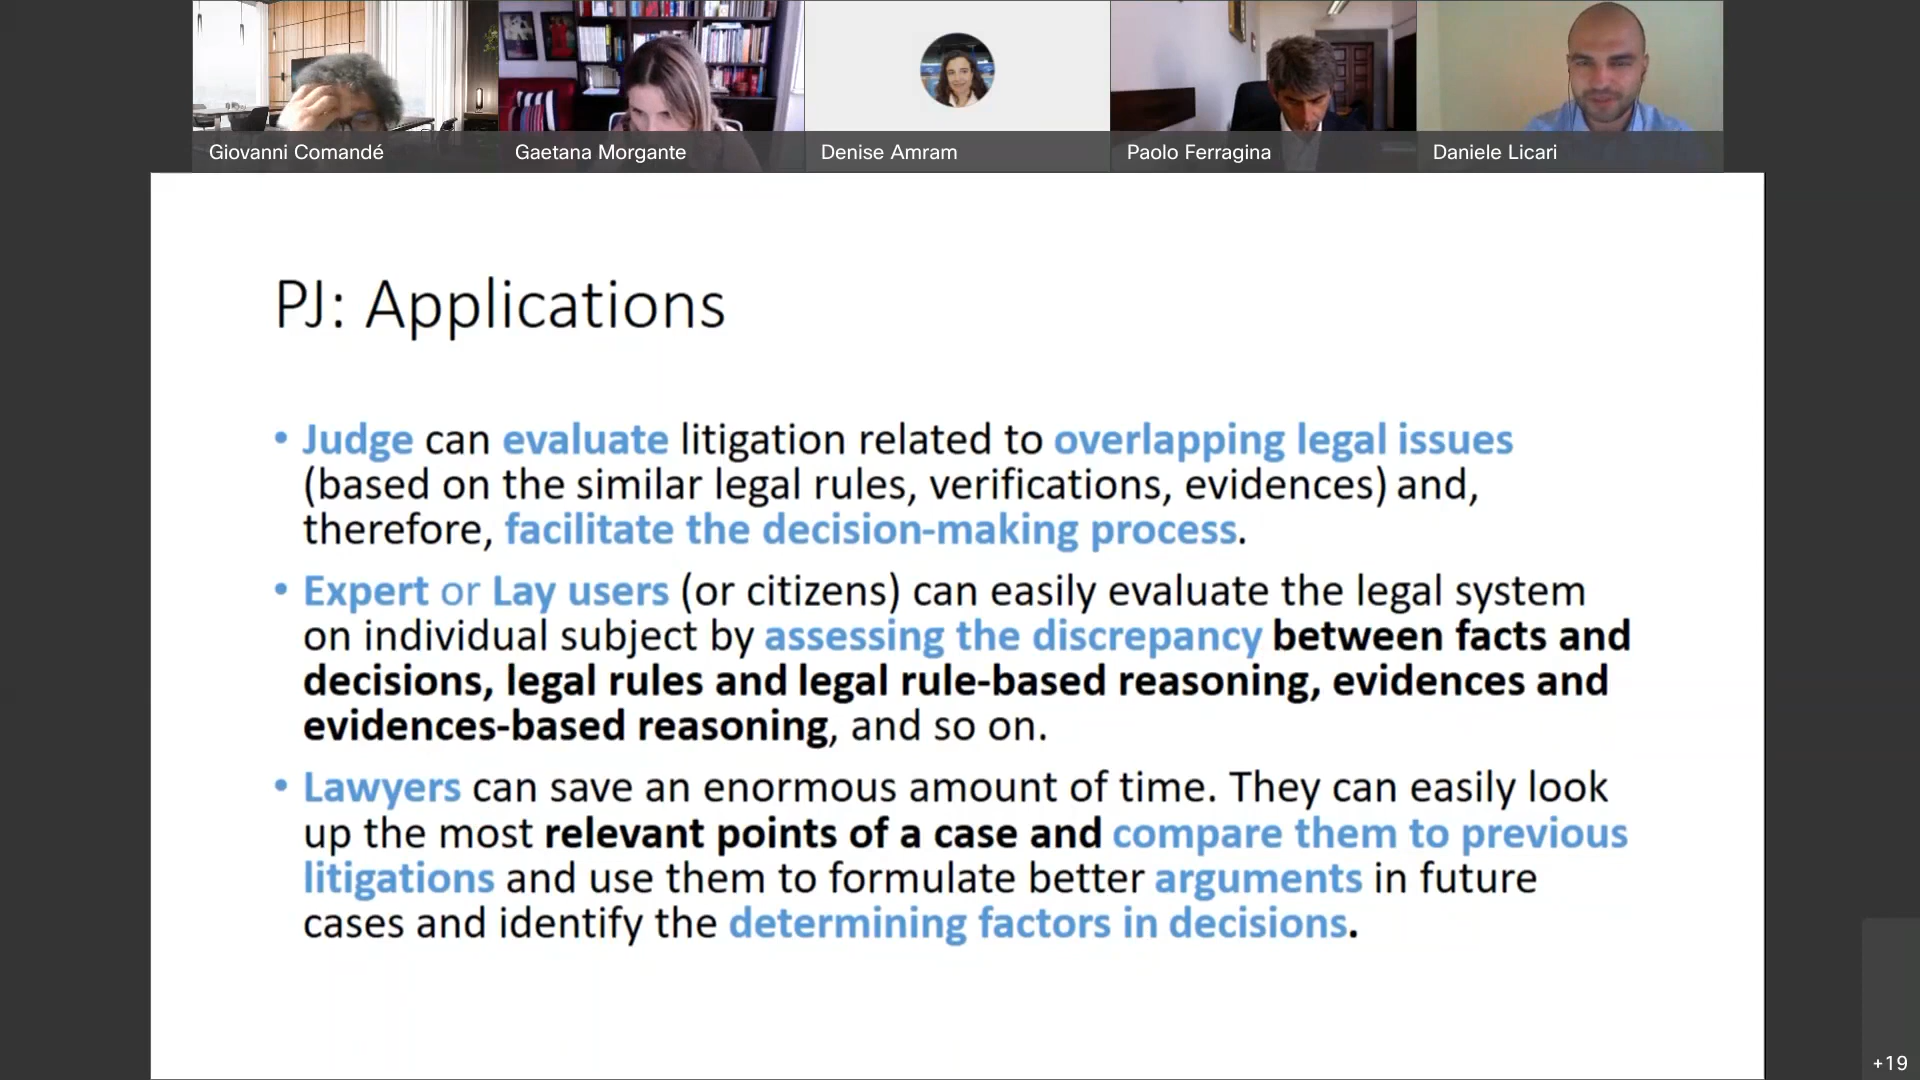 Giovanni Comandé
Gaetana Morgante
Denise Amram
Paolo Ferragina
Daniele Licari
PJ: Applications
• Judge can evaluate litigation related to overlapping legal issues
(based on the similar legal rules, verifications, evidences) and,
therefore, facilitate the decision-making process.
• Expert or Lay users (or citizens) can easily evaluate the legal system
on individual subject by assessing the discrepancy between facts and
decisions, legal rules and legal rule-based reasoning, evidences and
evidences-based reasoning, and so on.
• Lawyers can save an enormous amount of time. They can easily look
up the most relevant points of a case and compare them to previous
litigations and use them to formulate better arguments in future
cases and identify the determining factors in decisions.
+19